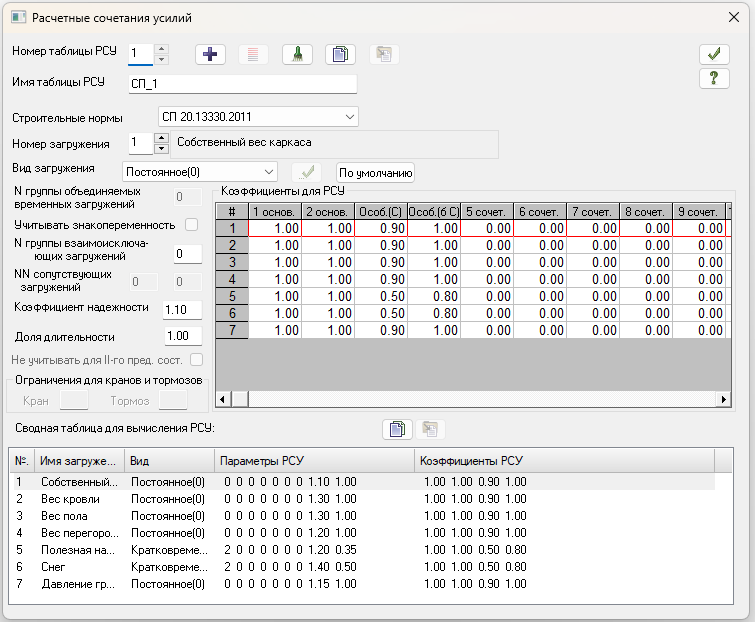 Расчетные сочетания усилий
Номер таблицы РСУ 1
Имя таблицы РСУ СП_1
Строительные нормы СП 20.13330.2011
Номер загружения 1 Собственный вес каркаса
Вид загружения Постоянное(0) По умолчанию
N группы объединяемых временных загружений 0
Учитывать знакопеременность
N группы взаимоисключа-
ющих загружений 0
NN сопутствующих загружений 0 0
Коэффициент надежности 1.10
Доля длительности 1.00
Не учитывать для II-го пред. сост.
Ограничения для кранов и тормозов
Кран Тормоз
Коэффициенты для РСУ
# 1 основ. 2 основ. Особ.(С) Особ.(б С) 5 сочет. 6 сочет. 7 сочет. 8 сочет. 9 сочет.
1 1.00 1.00 0.90 1.00 0.00 0.00 0.00 0.00 0.00
2 1.00 1.00 0.90 1.00 0.00 0.00 0.00 0.00 0.00
3 1.00 1.00 0.90 1.00 0.00 0.00 0.00 0.00 0.00
4 1.00 1.00 0.90 1.00 0.00 0.00 0.00 0.00 0.00
5 1.00 1.00 0.50 0.80 0.00 0.00 0.00 0.00 0.00
6 1.00 1.00 0.50 0.80 0.00 0.00 0.00 0.00 0.00
7 1.00 1.00 0.90 1.00 0.00 0.00 0.00 0.00 0.00
Сводная таблица для вычисления РСУ:
№. Имя загруже... Вид Параметры РСУ Коэффициенты РСУ
1 Собственный... Постоянное(0) 0 0 0 0 0 0 0 1.10 1.00 1.00 1.00 0.90 1.00
2 Вес кровли Постоянное(0) 0 0 0 0 0 0 0 1.30 1.00 1.00 1.00 0.90 1.00
3 Вес пола Постоянное(0) 0 0 0 0 0 0 0 1.30 1.00 1.00 1.00 0.90 1.00
4 Вес перегоро... Постоянное(0) 0 0 0 0 0 0 0 1.20 1.00 1.00 1.00 0.90 1.00
5 Полезная на... Кратковреме... 2 0 0 0 0 0 0 1.20 0.35 1.00 1.00 0.50 0.80
6 Снег Кратковреме... 2 0 0 0 0 0 0 1.40 0.50 1.00 1.00 0.50 0.80
7 Давление гр... Постоянное(0) 0 0 0 0 0 0 0 1.15 1.00 1.00 1.00 0.90 1.00